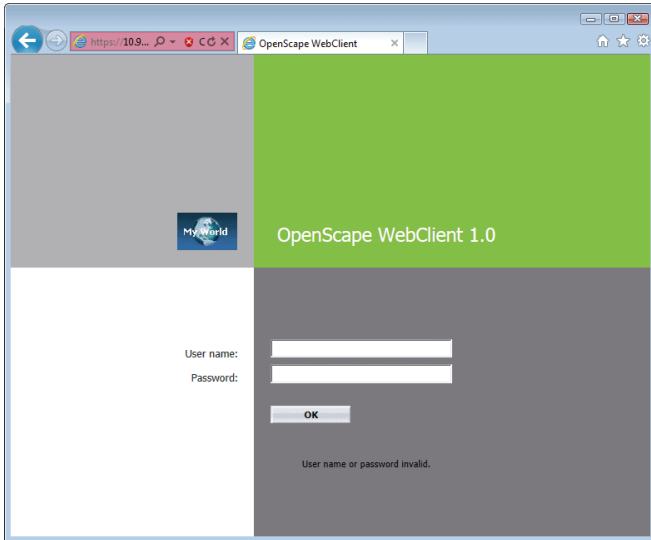 https://10.9...
OpenScape WebClient
My World
OpenScape WebClient 1.0
User name:
Password:
OK
User name or password invalid.